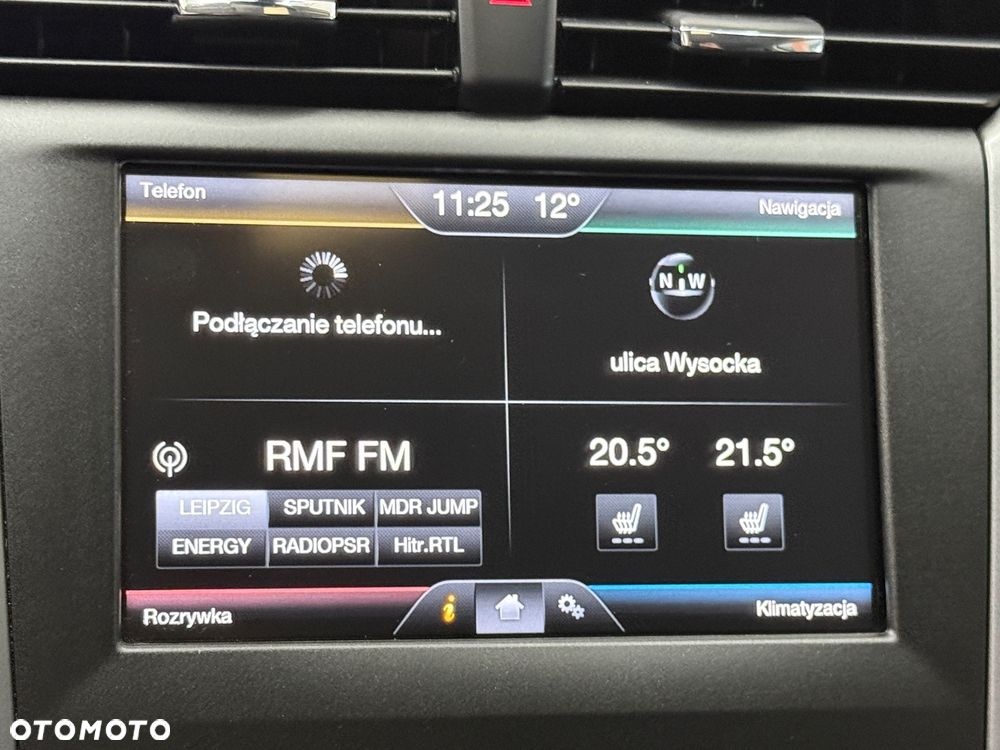 Telefon
11:25 12°
Nawigacja
Podłączanie telefonu...
N W
ulica Wysocka
RMF FM
LEIPZIG SPUTNIK MDR JUMP
ENERGY RADIOPSR Hitr.RTL
20.5° 21.5°
Rozrywka
i
Klimatyzacja
OTOMOTO